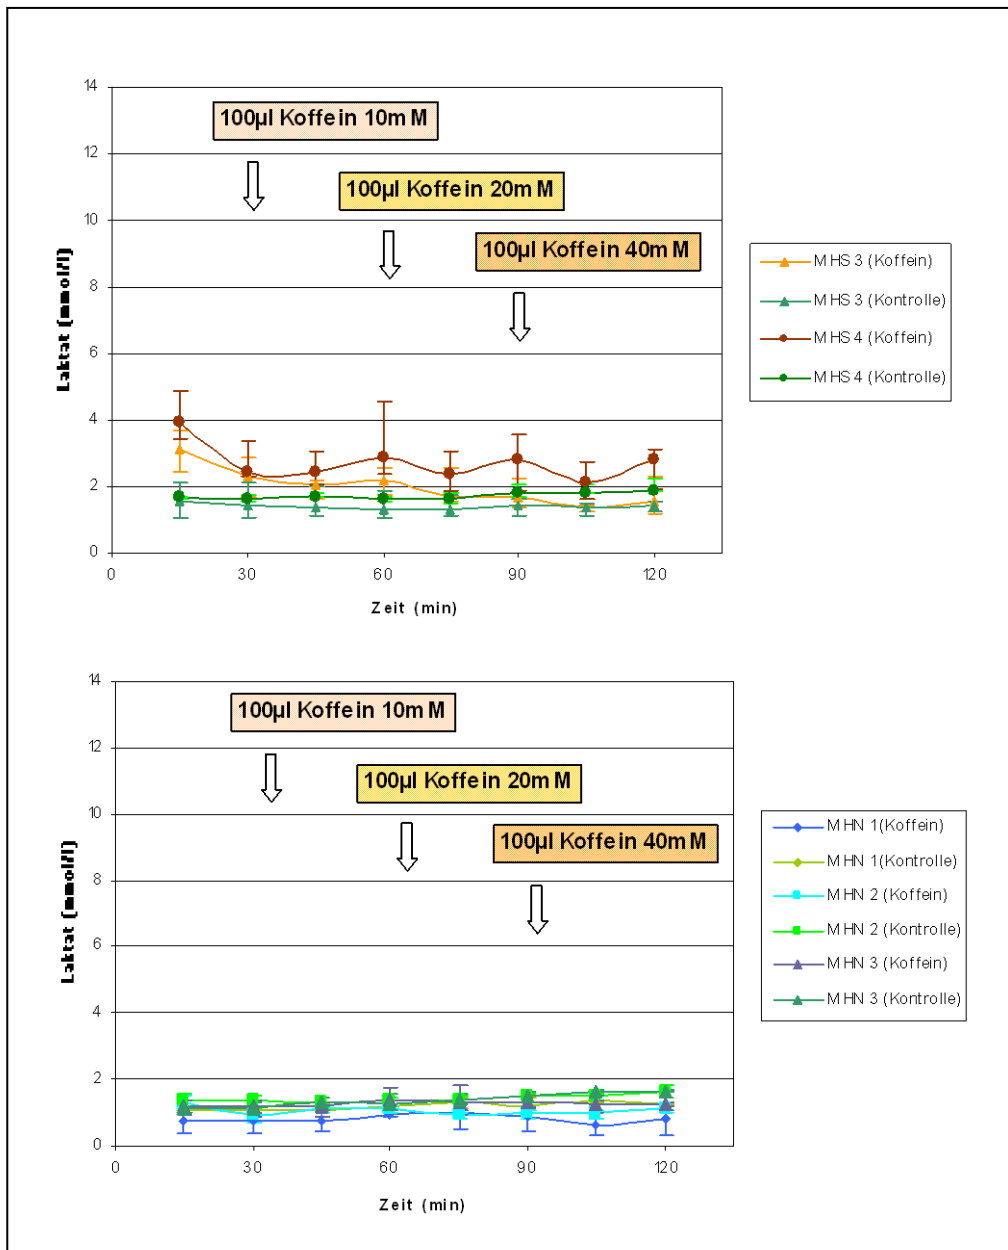 14
100µl Koffein 10mM
12
10
100µl Koffein 20mM
100µl Koffein 40mM
8
6
4
2
0
Laktat (mmol/l)
0 30 60 90 120
Zeit (min)
MHS 3 (Koffein)
MHS 3 (Kontrolle)
MHS 4 (Koffein)
MHS 4 (Kontrolle)
14
100µl Koffein 10mM
12
100µl Koffein 20mM
10
100µl Koffein 40mM
8
6
4
2
0
Laktat (mmol/l)
0 30 60 90 120
Zeit (min)
MHN 1(Koffein)
MHN 1(Kontrolle)
MHN 2 (Koffein)
MHN 2 (Kontrolle)
MHN 3 (Koffein)
MHN 3 (Kontrolle)